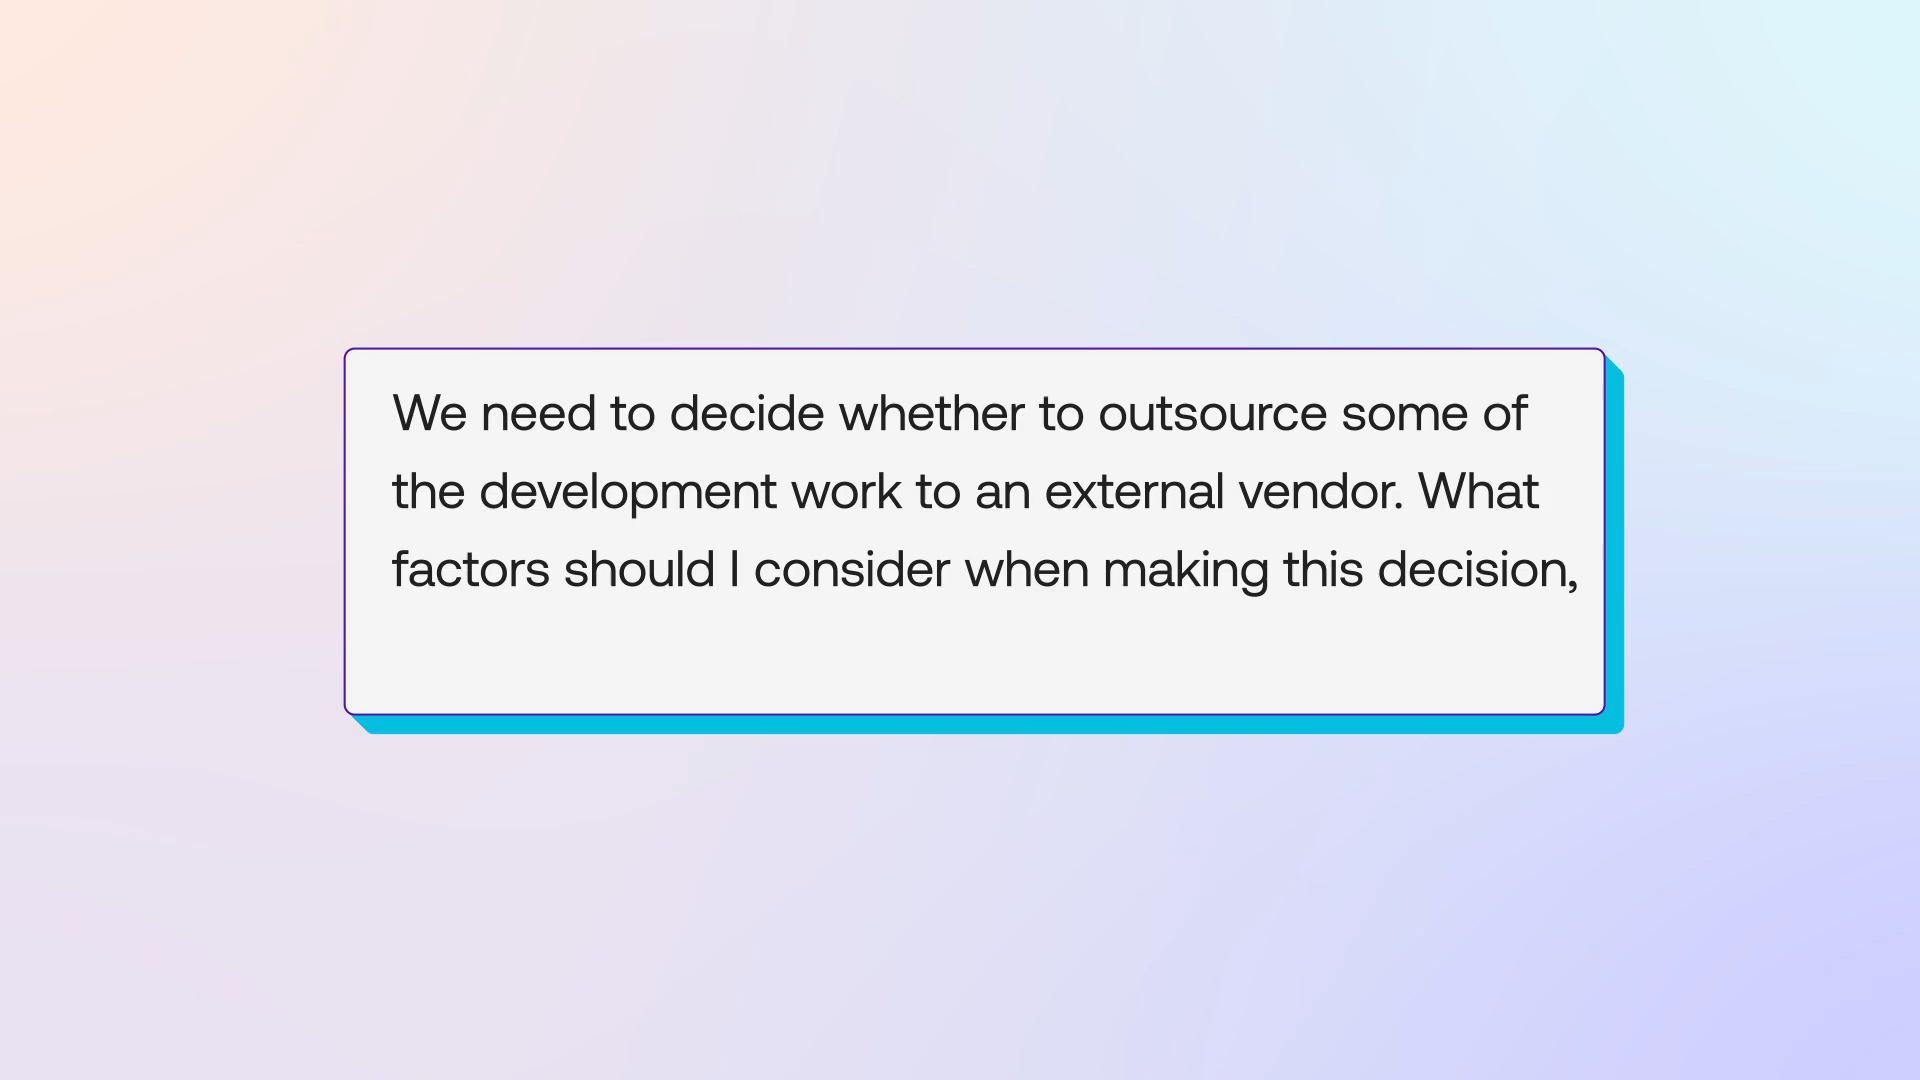 We need to decide whether to outsource some of
the development work to an external vendor. What
factors should I consider when making this decision,